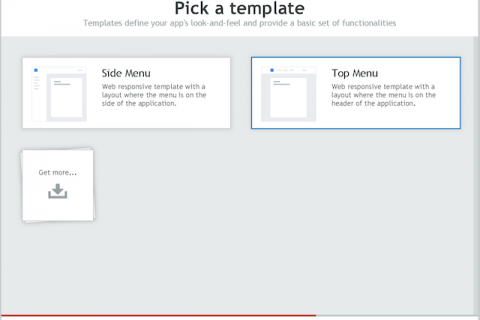 Pick a template
Templates define your app's look-and-feel and provide a basic set of functionalities
Side Menu
Web responsive template with a
layout where the menu is on the
side of the application.
Top Menu
Web responsive template with a
layout where the menu is on the
header of the application.
Get more...